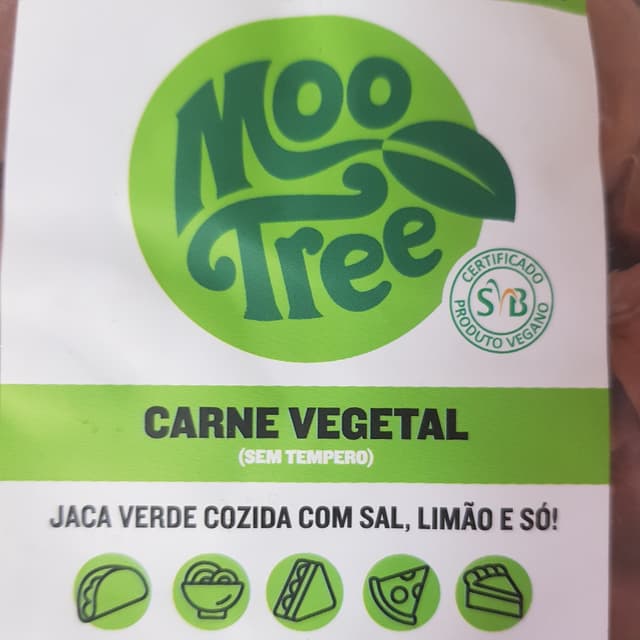 Moo
Tree
CERTIFICADO
SVB
PRODUTO VEGANO
CARNE VEGETAL
(SEM TEMPERO)
JACA VERDE COZIDA COM SAL, LIMÃO E SÓ!